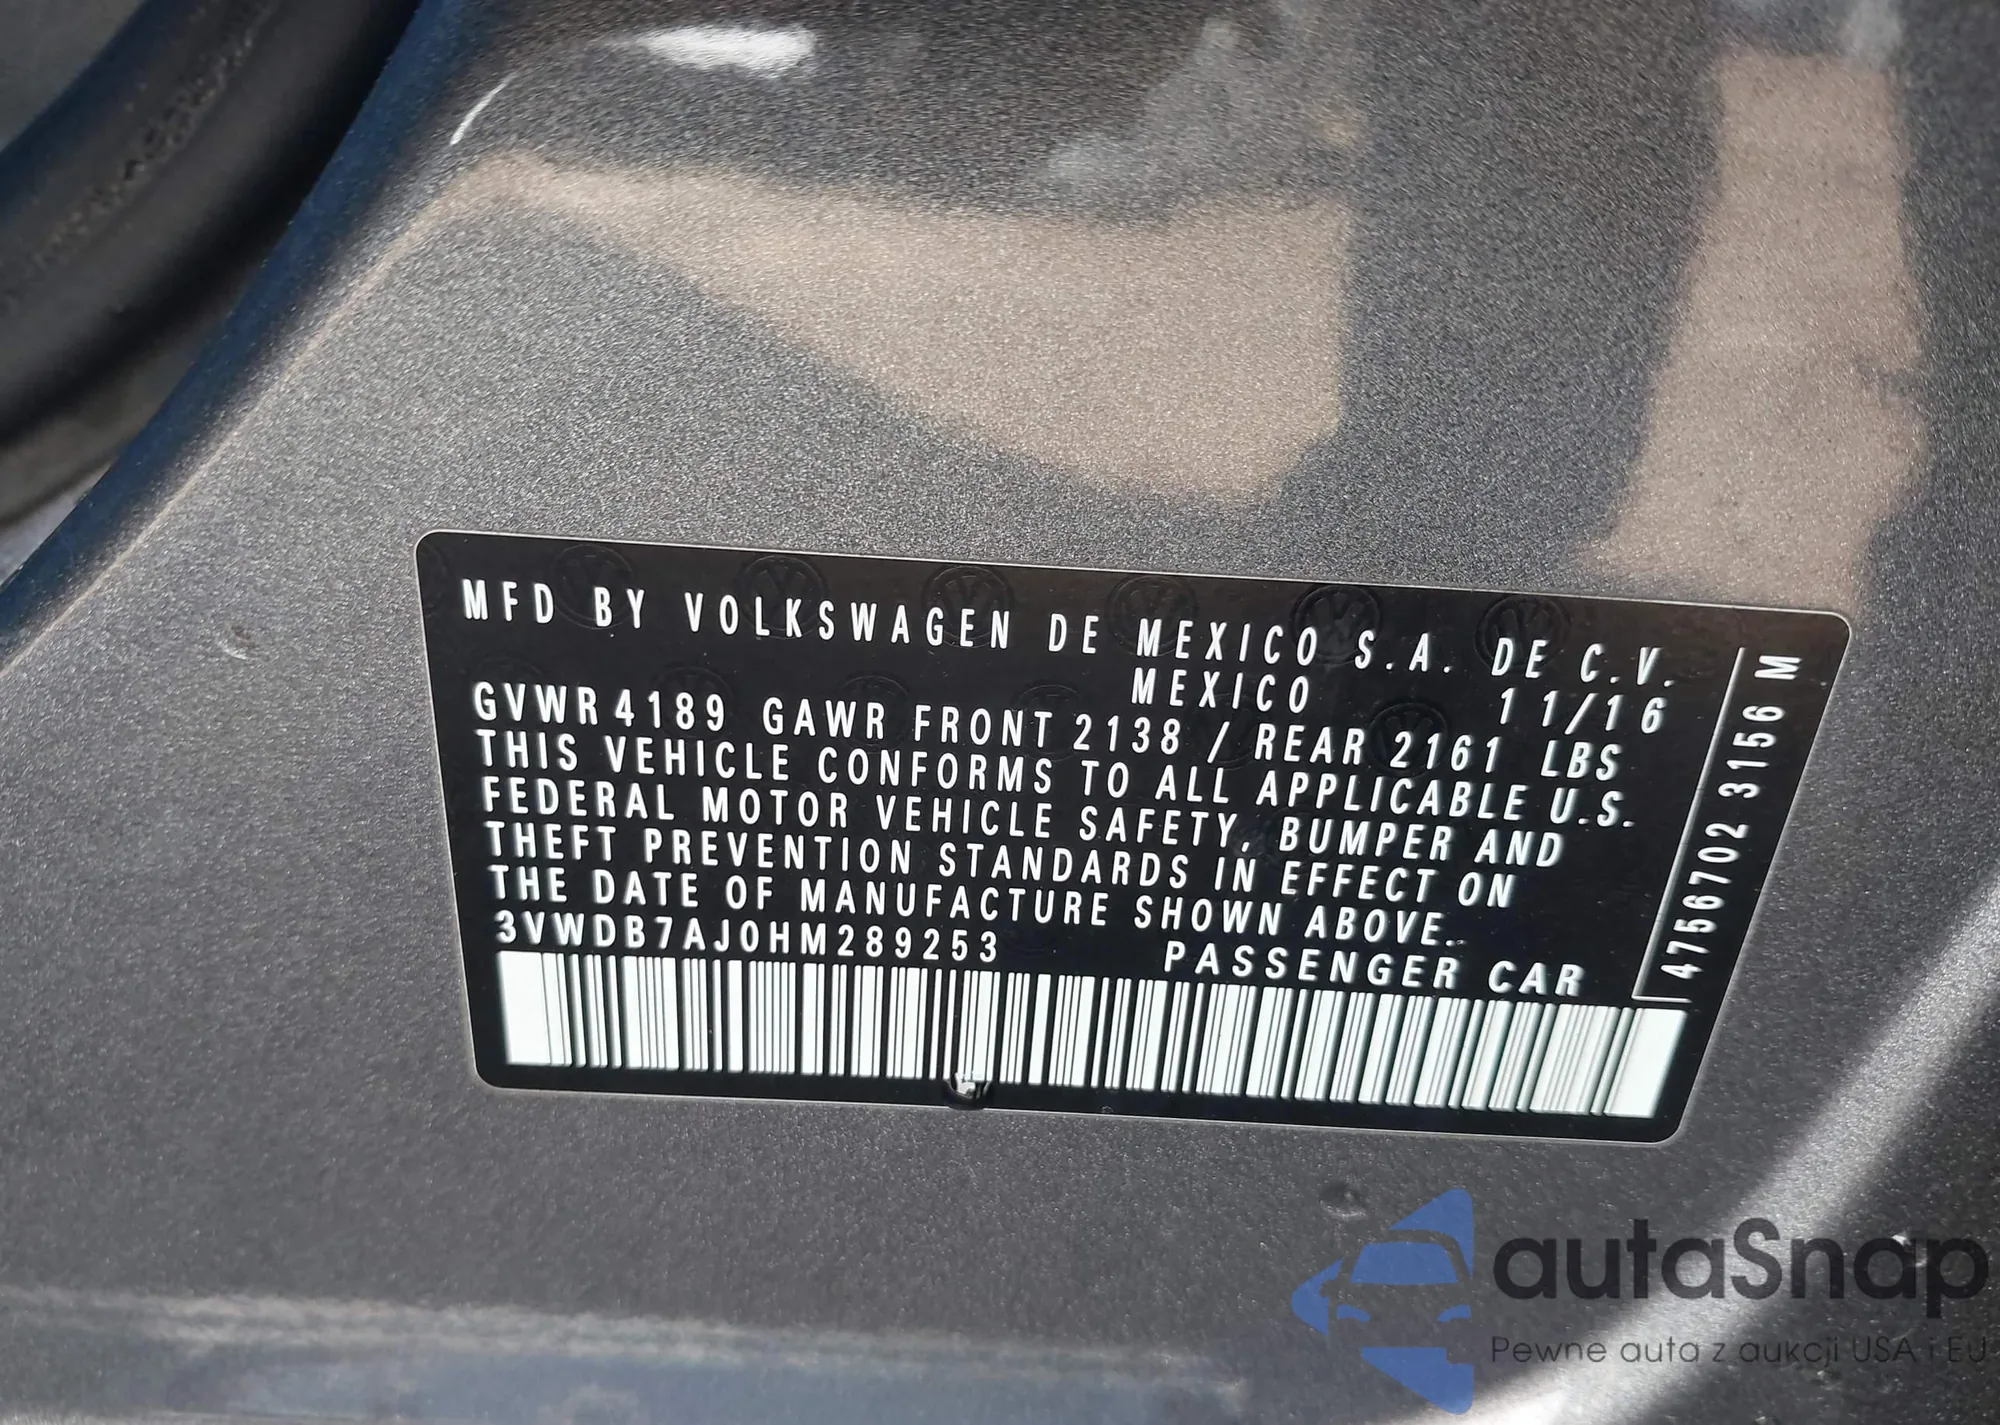 MFD BY VOLKSWAGEN DE MEXICO S.A. DE C.V.
MEXICO 11/16
GVWR 4189 GAWR FRONT 2138 / REAR 2161 LBS
THIS VEHICLE CONFORMS TO ALL APPLICABLE U.S.
FEDERAL MOTOR VEHICLE SAFETY, BUMPER AND
THEFT PREVENTION STANDARDS IN EFFECT ON
THE DATE OF MANUFACTURE SHOWN ABOVE.
3VWDB7AJ0HM289253 PASSENGER CAR
4756702 3156 M
autaSnap
Pewne auta z aukcji USA i EU